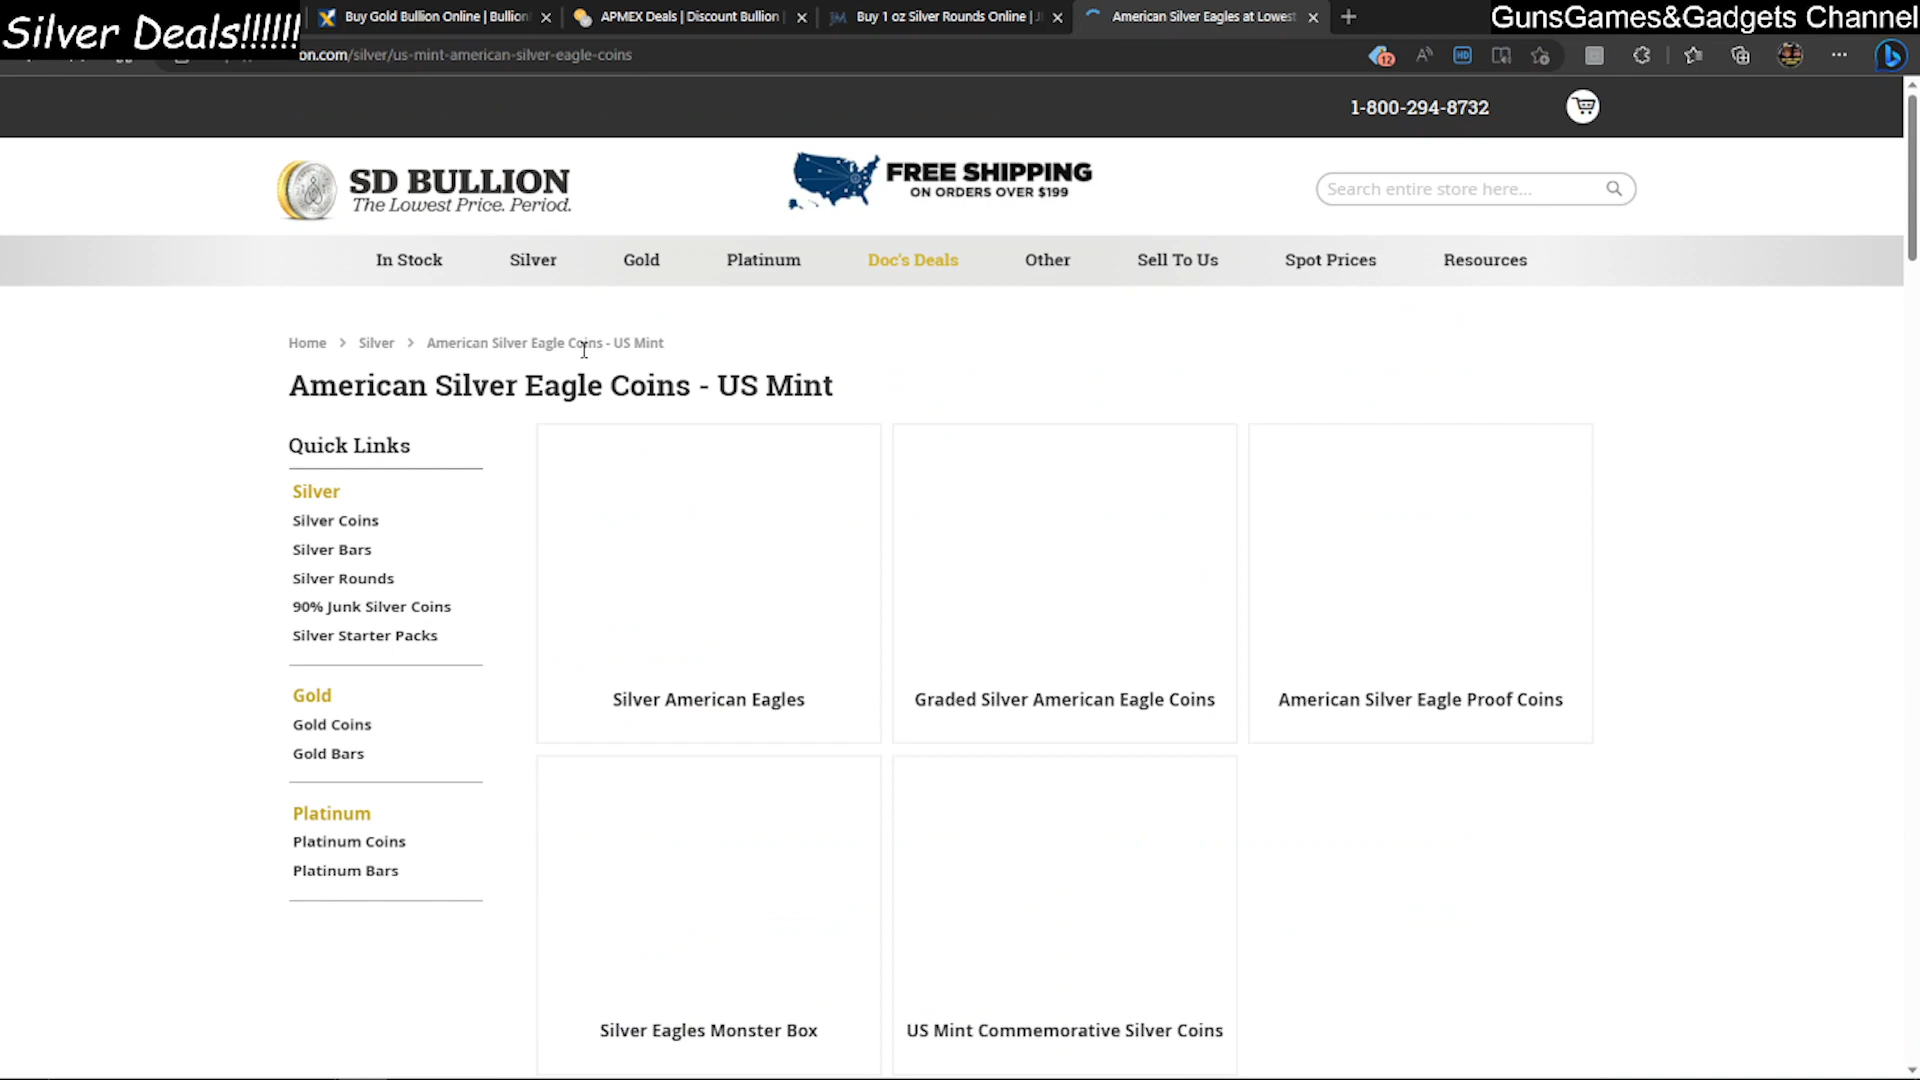 Silver Deals!!!!!!
Buy Gold Bullion Online | Bullion
APMEX Deals | Discount Bullion
Buy 1 oz Silver Rounds Online |
American Silver Eagles at Lowest
GunsGames&Gadgets Channel
on.com/silver/us-mint-american-silver-eagle-coins
12
HD
1-800-294-8732
SD BULLION
The Lowest Price. Period.
FREE SHIPPING
ON ORDERS OVER $199
Search entire store here...
In Stock
Silver
Gold
Platinum
Doc's Deals
Other
Sell To Us
Spot Prices
Resources
Home > Silver > American Silver Eagle Coins - US Mint
American Silver Eagle Coins - US Mint
Quick Links
Silver
Silver Coins
Silver Bars
Silver Rounds
90% Junk Silver Coins
Silver Starter Packs
Gold
Gold Coins
Gold Bars
Platinum
Platinum Coins
Platinum Bars
Silver American Eagles
Graded Silver American Eagle Coins
American Silver Eagle Proof Coins
Silver Eagles Monster Box
US Mint Commemorative Silver Coins